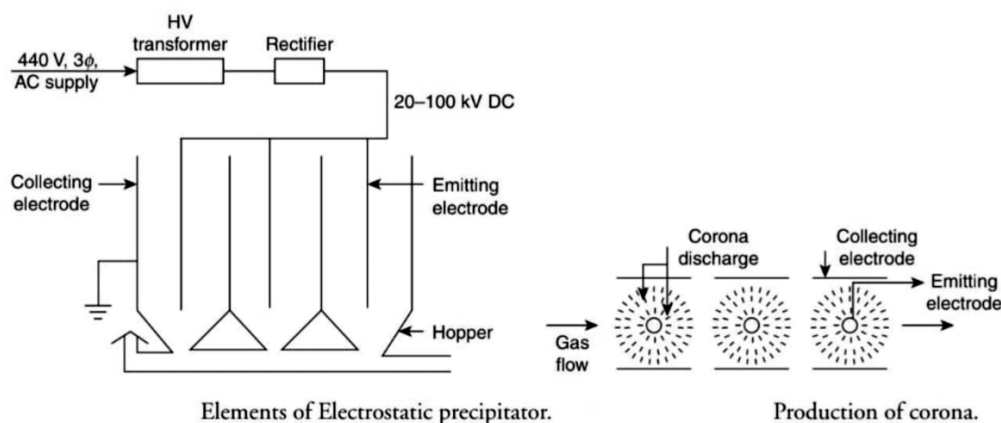 HV
transformer
Rectifier
440 V, 3ϕ,
AC supply
20–100 kV DC
Collecting
electrode
Emitting
electrode
Hopper
Corona
discharge
Collecting
electrode
Emitting
electrode
Gas
flow
Elements of Electrostatic precipitator.
Production of corona.